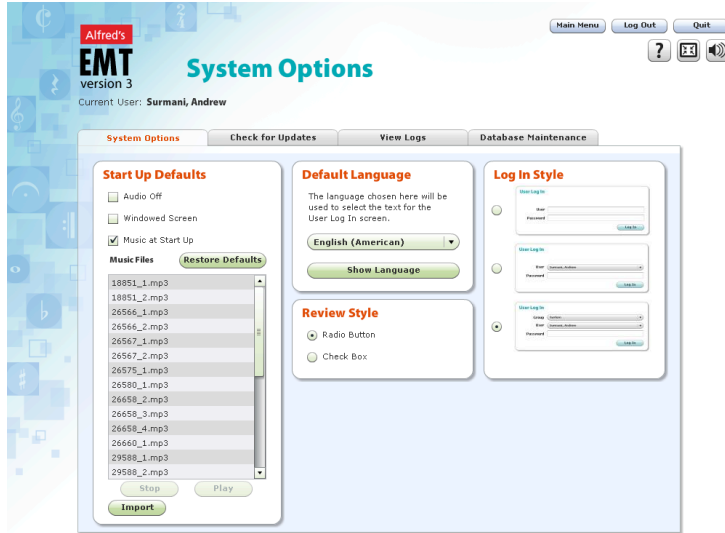 Main Menu
Log Out
Quit
Alfred's
EMT
version 3
System Options
?
Current User: Surmani, Andrew
System Options
Check for Updates
View Logs
Database Maintenance
Start Up Defaults
Audio Off
Windowed Screen
Music at Start Up
Music Files
Restore Defaults
18851_1.mp3
18851_2.mp3
26566_1.mp3
26566_2.mp3
26567_1.mp3
26567_2.mp3
26575_1.mp3
26580_1.mp3
26658_2.mp3
26658_3.mp3
26658_4.mp3
26660_1.mp3
29588_1.mp3
29588_2.mp3
Stop
Play
Import
Default Language
The language chosen here will be
used to select the text for the
User Log In screen.
English (American)
Show Language
Review Style
Radio Button
Check Box
Log In Style
User Log In
User
Password
Log In
User Log In
User
Surmani, Andrew
Password
Log In
User Log In
Group
System
User
Surmani, Andrew
Password
Log In